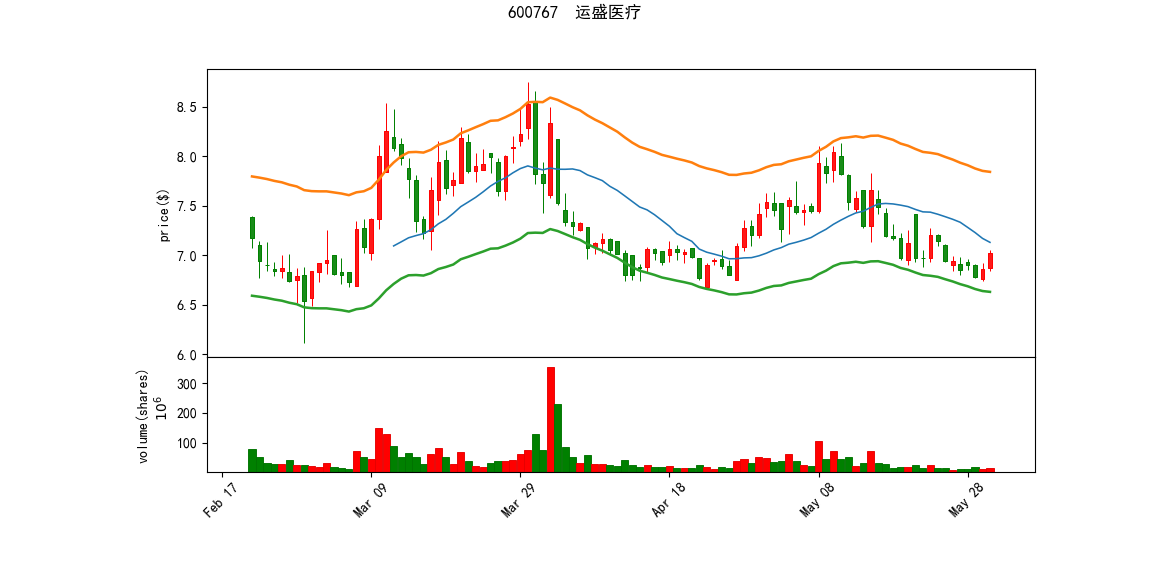 600767 运盛医疗
price($)
8.5
8.0
7.5
7.0
6.5
6.0
volume(shares)
10^6
300
200
100
Feb 17
Mar 09
Mar 29
Apr 18
May 08
May 28